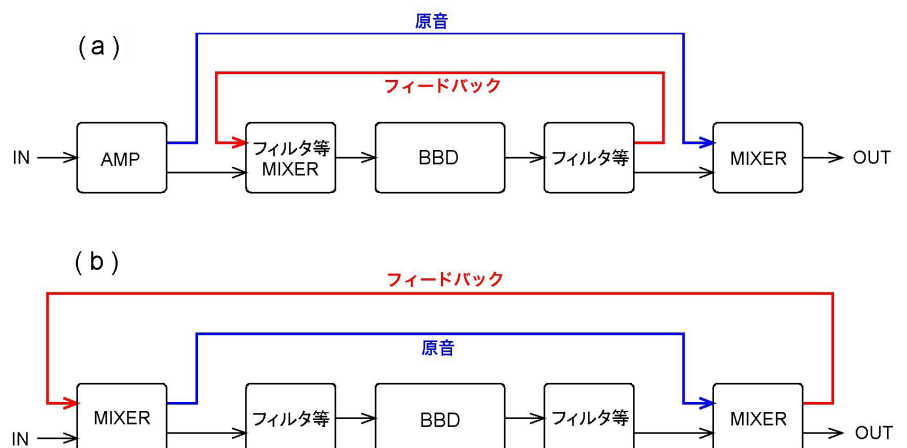 (a)
原音
フィードバック
IN
AMP
フィルタ等
MIXER
BBD
フィルタ等
MIXER
OUT
(b)
フィードバック
原音
IN
MIXER
フィルタ等
BBD
フィルタ等
MIXER
OUT